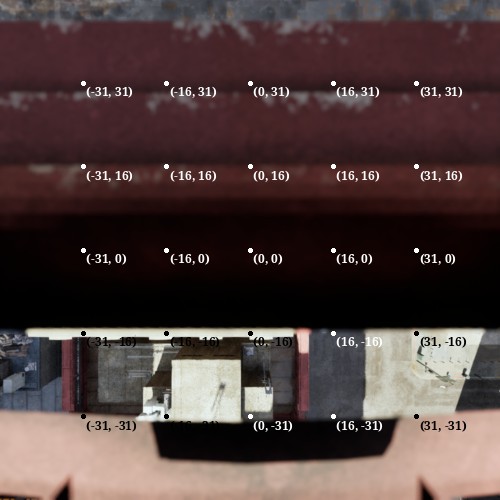 (-31, 31) (-16, 31) (0, 31) (16, 31) (31, 31)
(-31, 16) (-16, 16) (0, 16) (16, 16) (31, 16)
(-31, 0) (-16, 0) (0, 0) (16, 0) (31, 0)
(-31, -16) (-16, -16) (0, -16) (16, -16) (31, -16)
(-31, -31) (-16, -31) (0, -31) (16, -31) (31, -31)